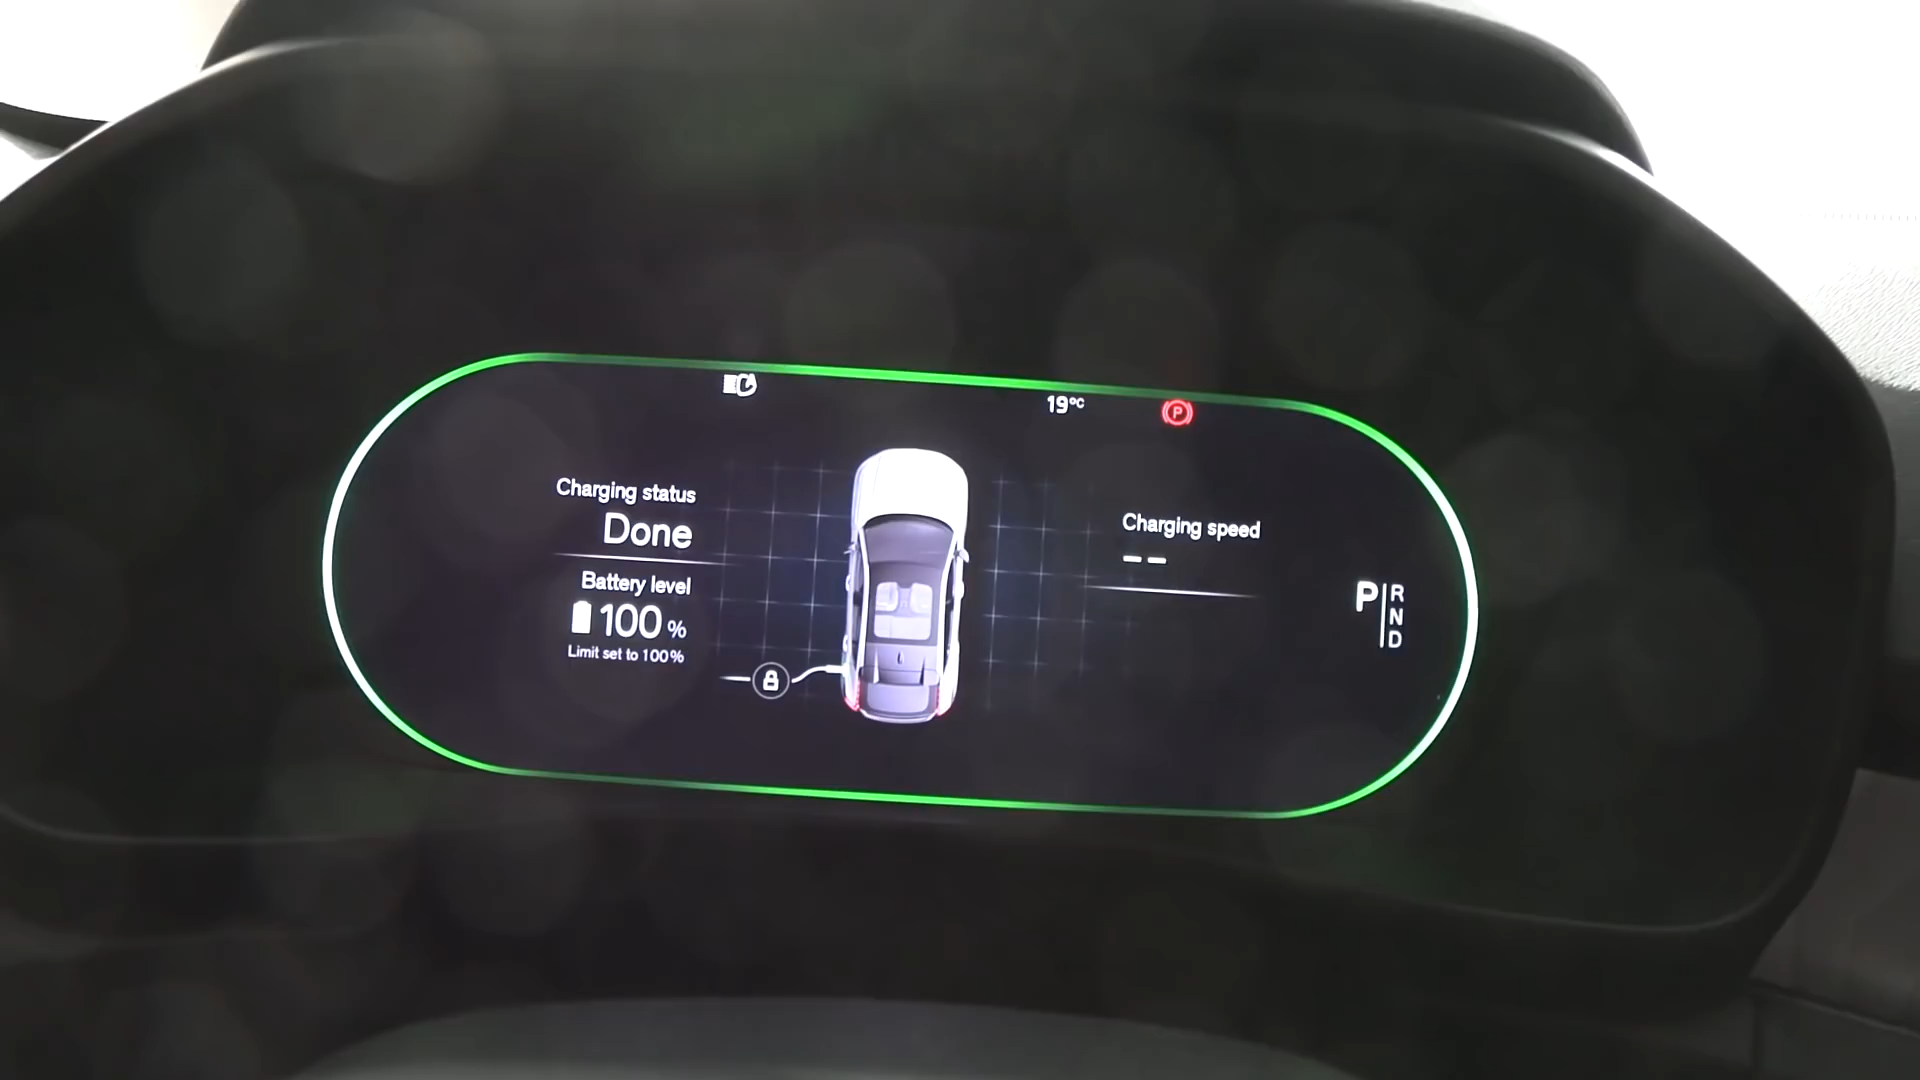 19°C
P
Charging status
Done
Battery level
100 %
Limit set to 100%
Charging speed
--
P
R
N
D